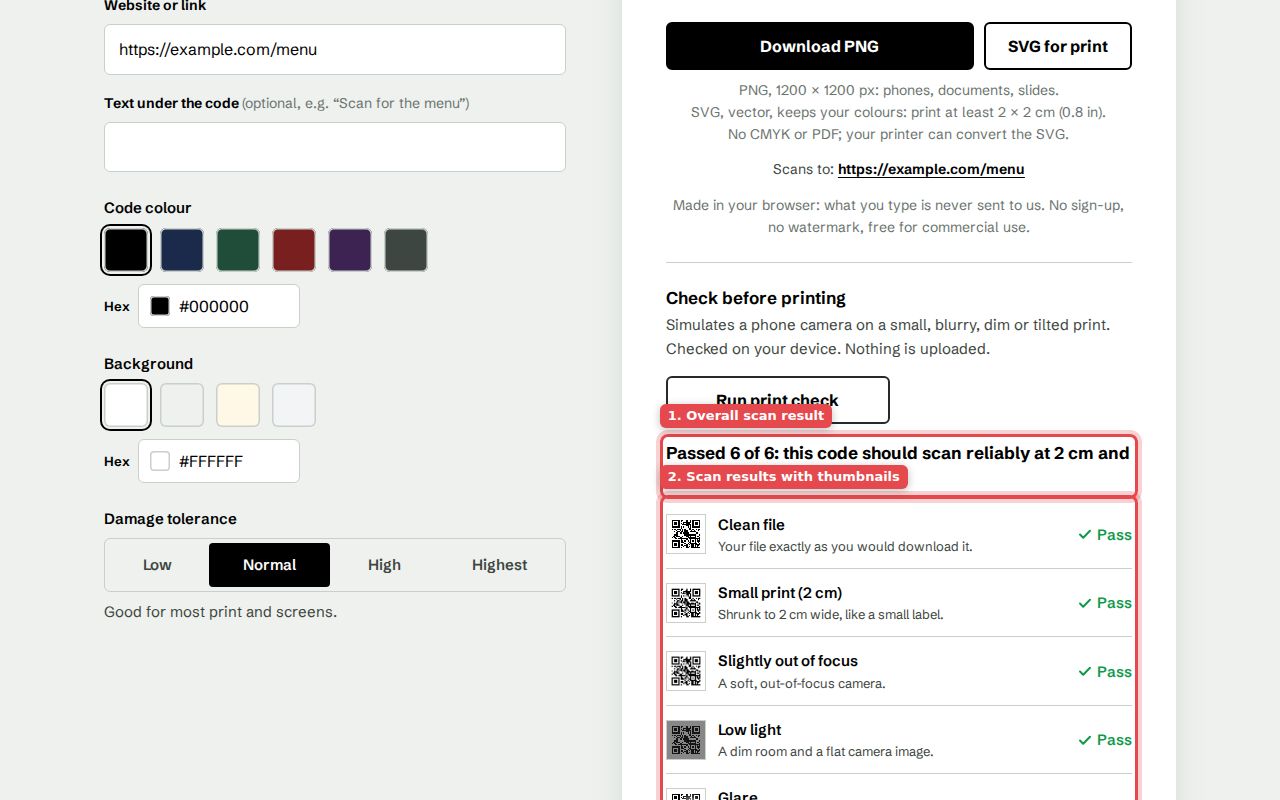 Website or link
https://example.com/menu
Text under the code (optional, e.g. “Scan for the menu”)
Code colour
Hex
#000000
Background
Hex
#FFFFFF
Damage tolerance
Low
Normal
High
Highest
Good for most print and screens.
Download PNG
SVG for print
PNG, 1200 × 1200 px: phones, documents, slides.
SVG, vector, keeps your colours: print at least 2 × 2 cm (0.8 in).
No CMYK or PDF; your printer can convert the SVG.
Scans to: https://example.com/menu
Made in your browser: what you type is never sent to us. No sign-up,
no watermark, free for commercial use.
Check before printing
Simulates a phone camera on a small, blurry, dim or tilted print.
Checked on your device. Nothing is uploaded.
Run print check
1. Overall scan result
Passed 6 of 6: this code should scan reliably at 2 cm and
2. Scan results with thumbnails
Clean file
Your file exactly as you would download it.
Pass
Small print (2 cm)
Shrunk to 2 cm wide, like a small label.
Pass
Slightly out of focus
A soft, out-of-focus camera.
Pass
Low light
A dim room and a flat camera image.
Pass
Glare